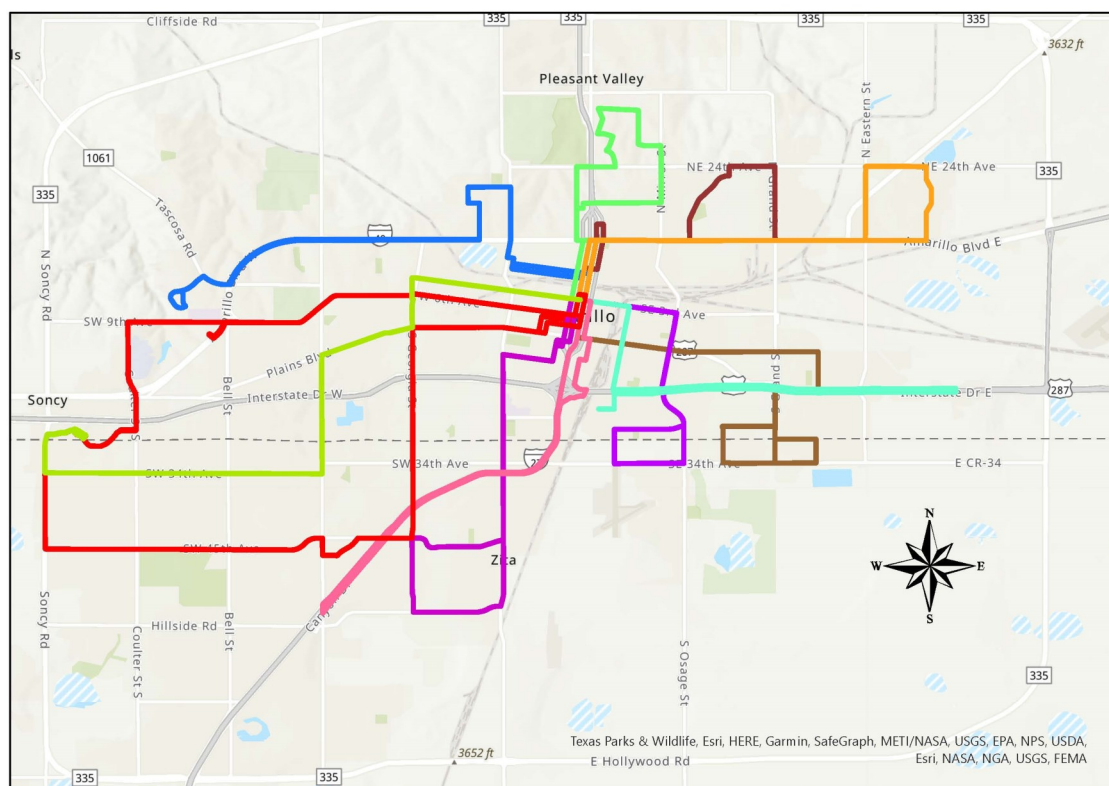 335
335
335
335
Cliffside Rd
3632 ft
ls
Pleasant Valley
N Eastern St
1061
NE 24th Ave
NE 24th Ave
335
335
Tascosa Rd
N Soncy Rd
Amarillo Blvd E
SW 9th Ave
Plains Blvd
287
Soncy
Bell St
Interstate Dr W
Interstate Dr E
287
SW 34th Ave
SW 34th Ave
27
SE 34th Ave
E CR-34
SW 45th Ave
Zita
N
W
E
S
Soncy Rd
Coulter St S
Hillside Rd
Bell St
S Osage St
335
3652 ft
335
335
E Hollywood Rd
Texas Parks & Wildlife, Esri, HERE, Garmin, SafeGraph, METI/NASA, USGS, EPA, NPS, USDA,
Esri, NASA, NGA, USGS, FEMA